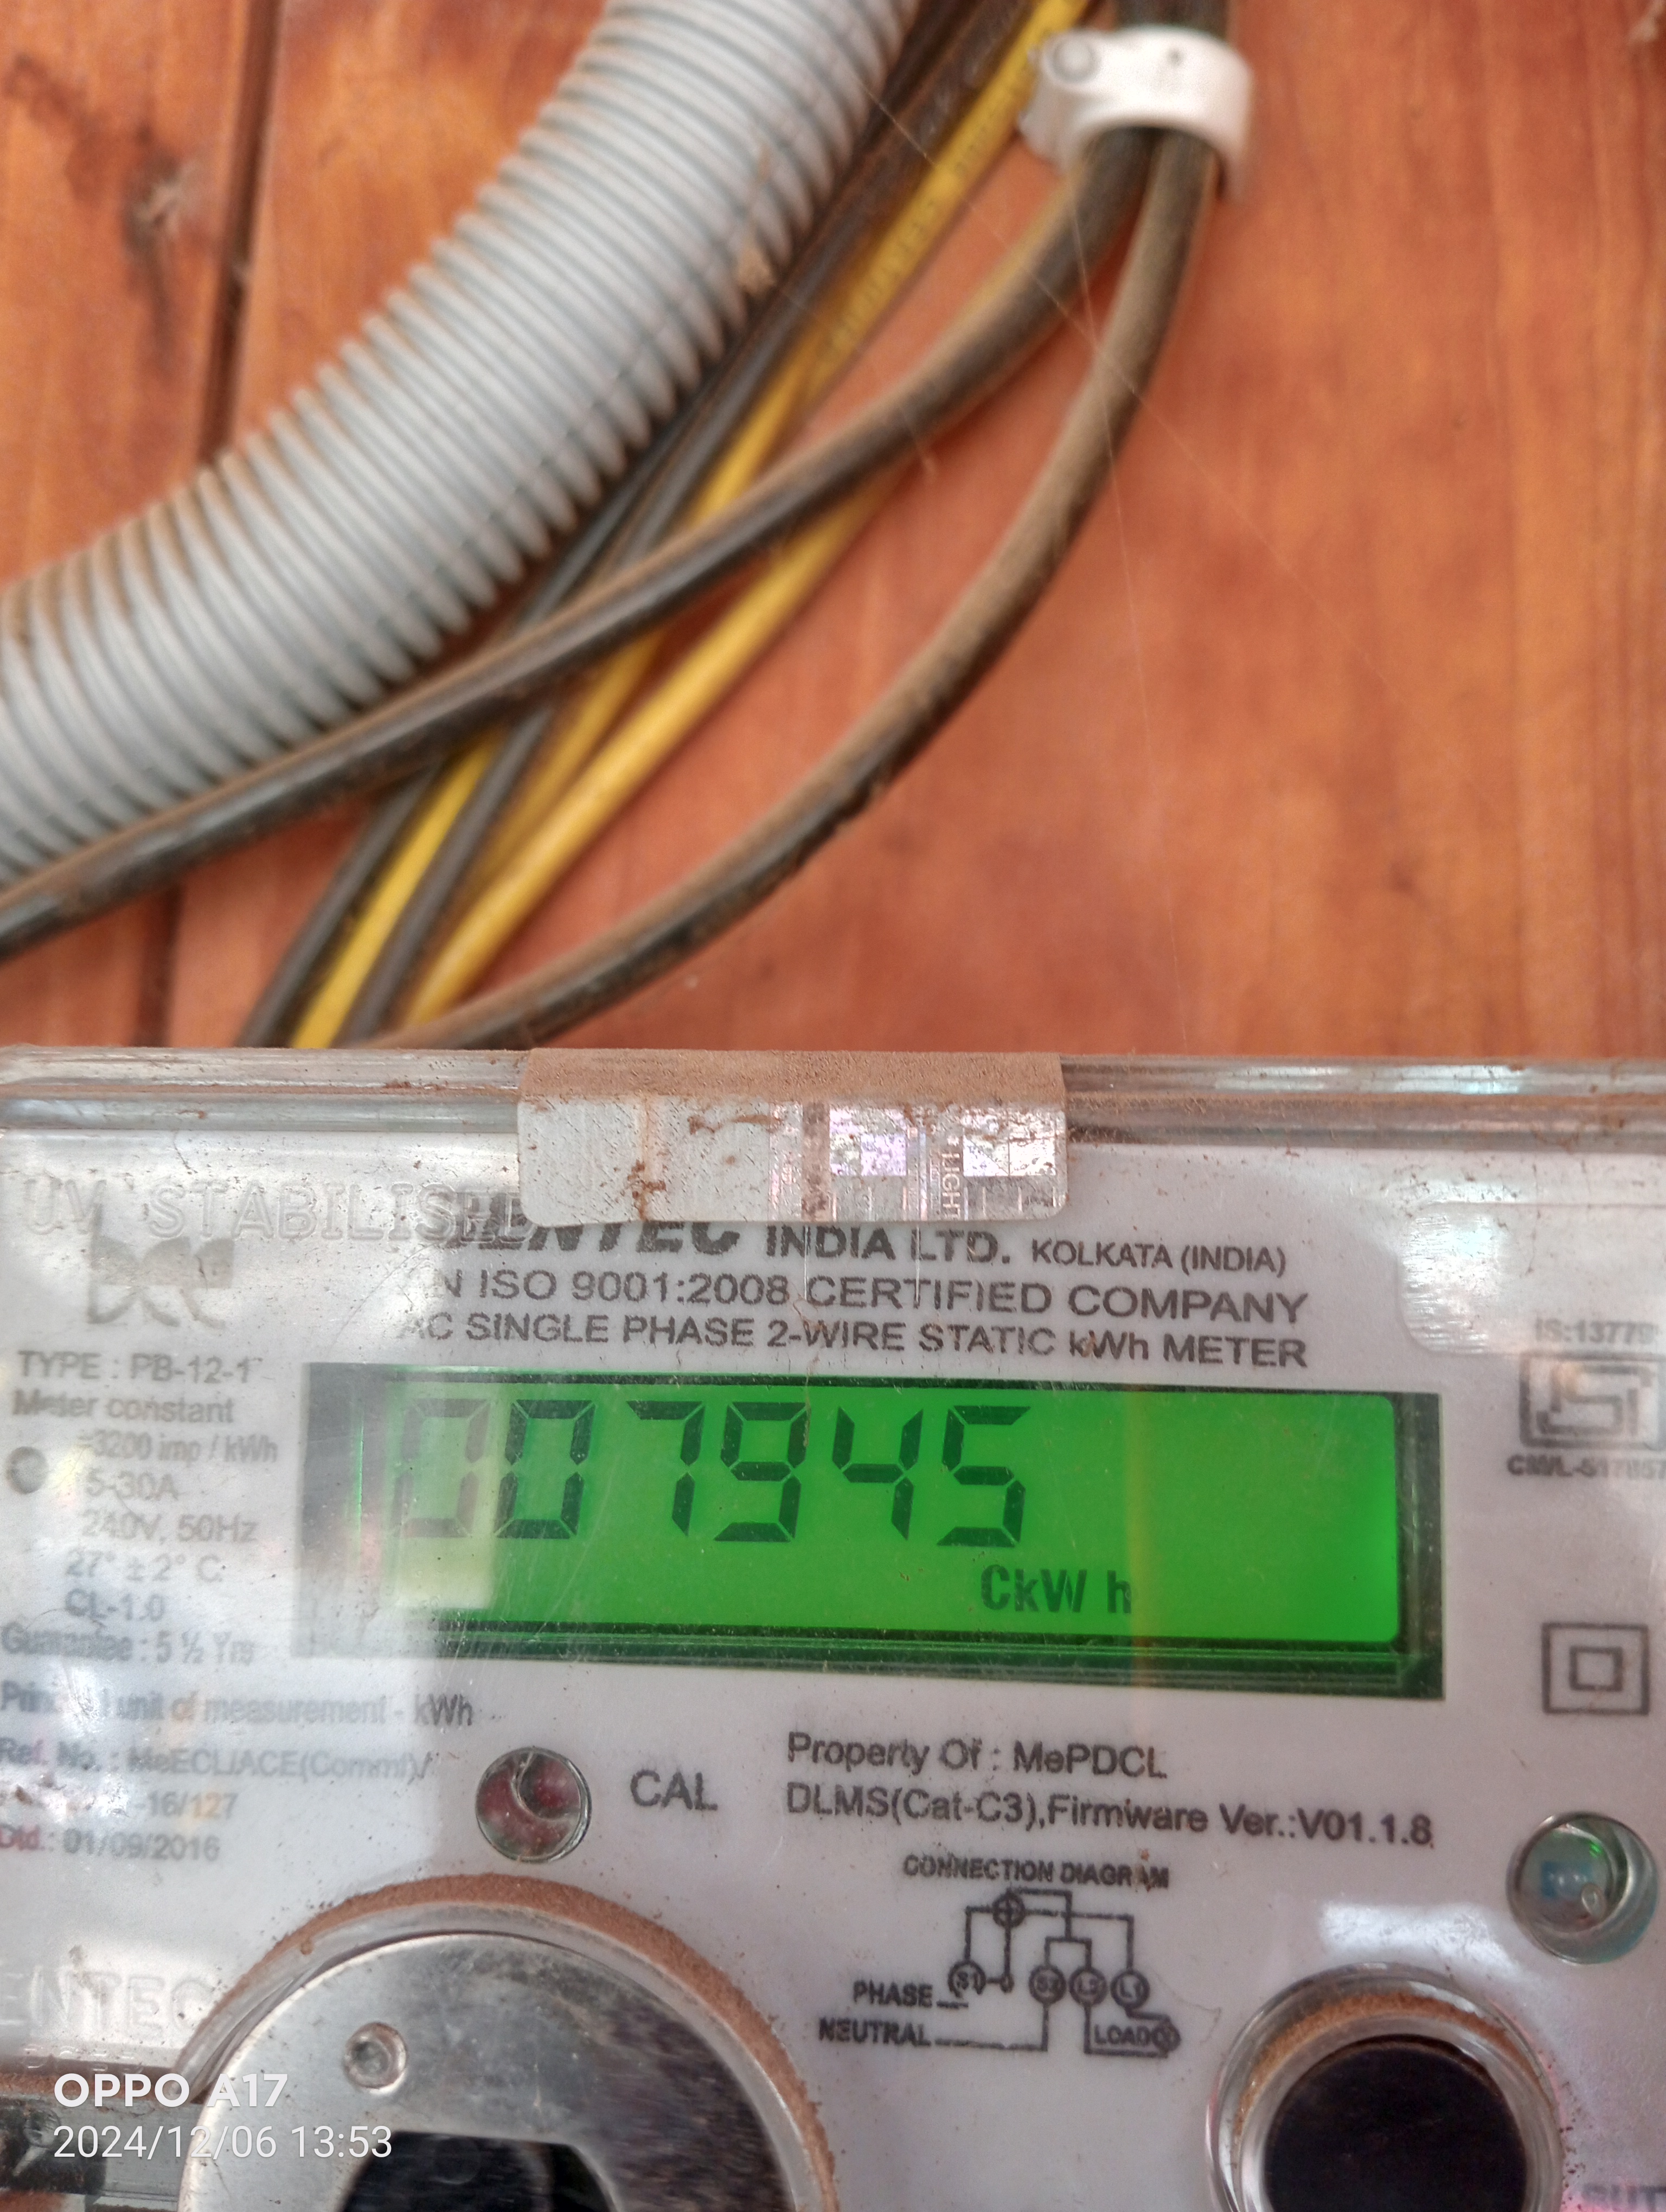 LIGHT
UV STABILISED
INDIA LTD. KOLKATA (INDIA)
N ISO 9001:2008 CERTIFIED COMPANY
AC SINGLE PHASE 2-WIRE STATIC kWh METER
TYPE : PB-12-1
Meter constant
=3200 imp / kWh
5-30A
240V, 50Hz
27° ± 2° C
CL-1.0
Guarantee : 5 ½ Yrs
unit of measurement - kWh
Ref. No. : MeECL/ACE(Comml)/
-16/127
Dtd.: 01/09/2016
007945
CkW h
IS:13779
CAL
Property Of : MePDCL
DLMS(Cat-C3),Firmware Ver.:V01.1.8
CONNECTION DIAGRAM
S1 S2 L2 L1
PHASE
NEUTRAL
LOAD
OPPO A17
2024/12/06 13:53